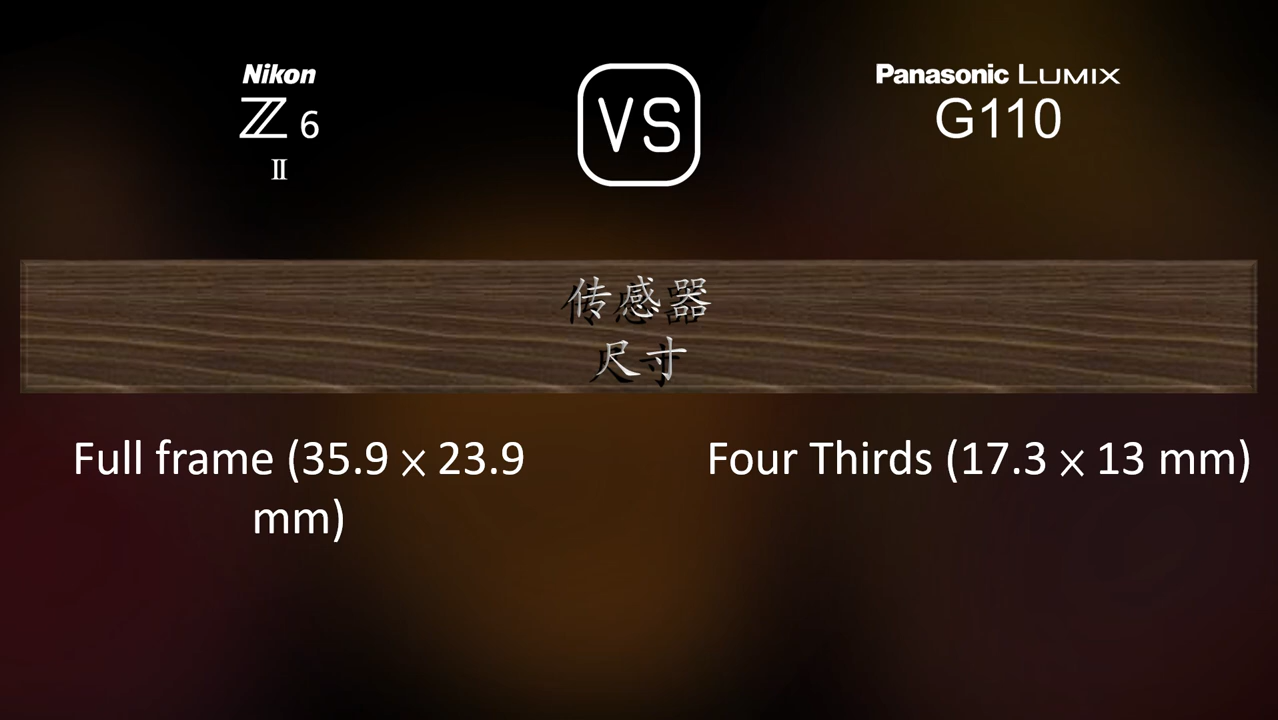 Nikon
Z 6
II
VS
Panasonic LUMIX
G110
传感器
尺寸
Full frame (35.9 x 23.9
mm)
Four Thirds (17.3 x 13 mm)